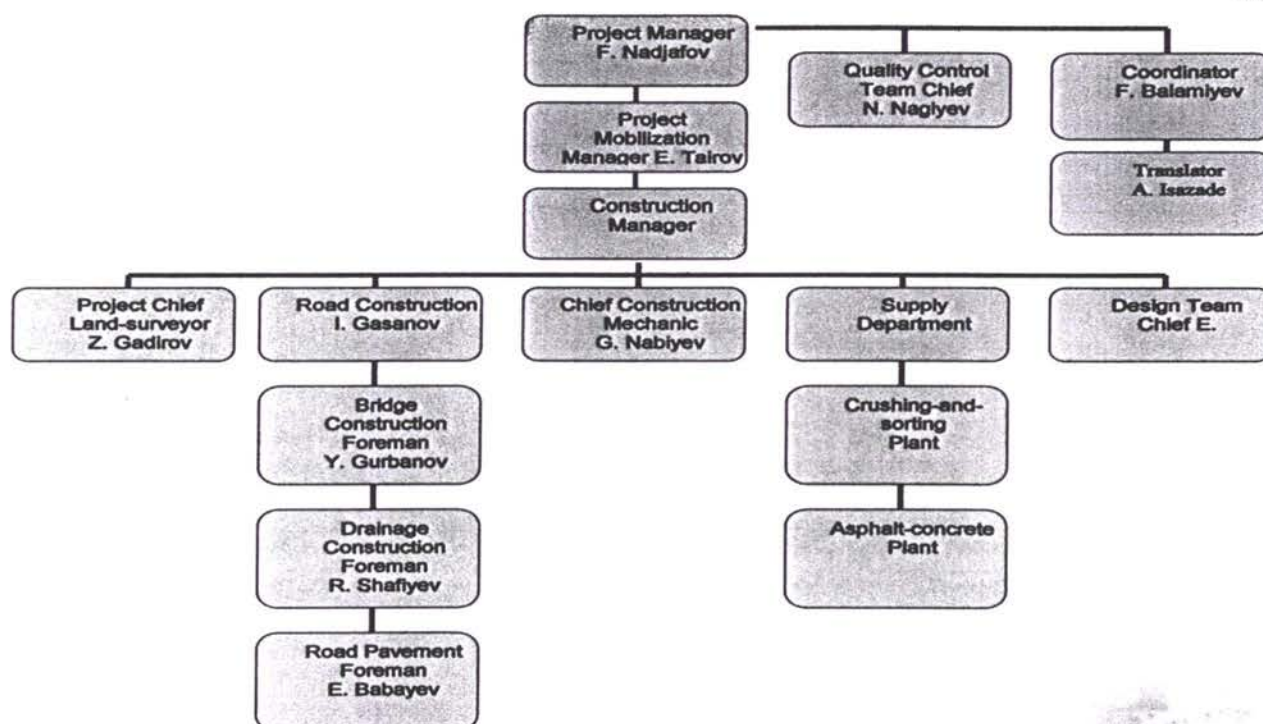 Project Manager
F. Nadjafov
Quality Control
Team Chief
N. Nagiyev
Coordinator
F. Balamiyev
Project
Mobilization
Manager E. Tairov
Translator
A. Isazade
Construction
Manager
Project Chief
Land-surveyor
Z. Gadirov
Road Construction
I. Gasanov
Chief Construction
Mechanic
G. Nabiyev
Supply
Department
Design Team
Chief E.
Bridge
Construction
Foreman
Y. Gurbanov
Crushing-and-
sorting
Plant
Drainage
Construction
Foreman
R. Shafiyev
Asphalt-concrete
Plant
Road Pavement
Foreman
E. Babayev